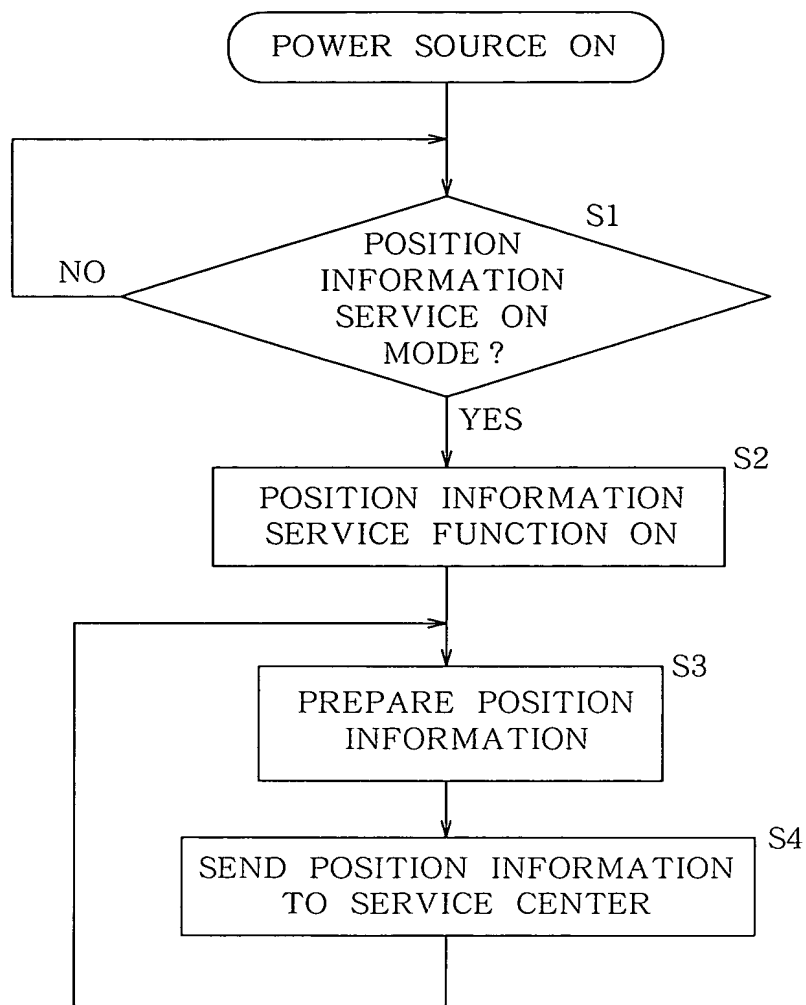 POWER SOURCE ON
S1
POSITION
INFORMATION
SERVICE ON
MODE ?
NO
YES
S2
POSITION INFORMATION
SERVICE FUNCTION ON
S3
PREPARE POSITION
INFORMATION
S4
SEND POSITION INFORMATION
TO SERVICE CENTER